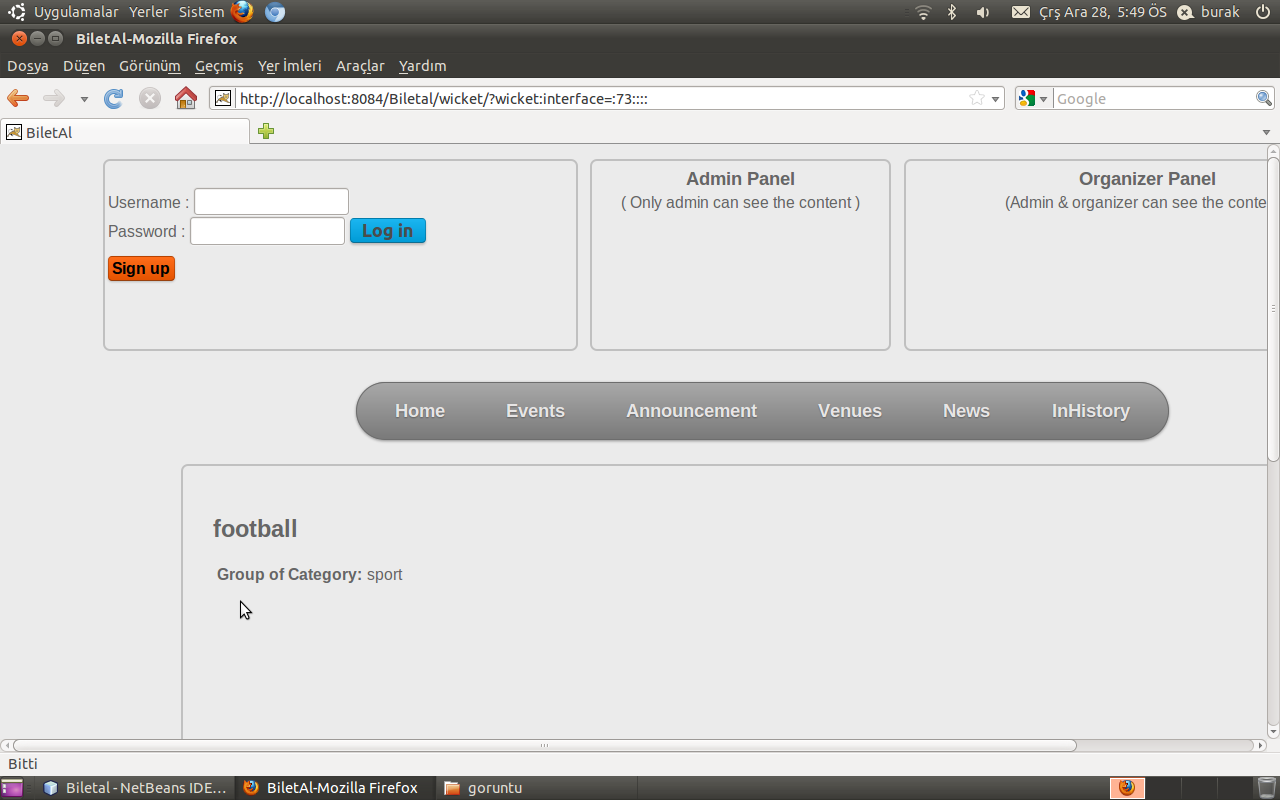 Uygulamalar Yerler Sistem Çrş Ara 28, 5:49 ÖS burak
BiletAl-Mozilla Firefox
Dosya Düzen Görünüm Geçmiş Yer İmleri Araçlar Yardım
http://localhost:8084/Biletal/wicket/?wicket:interface=:73:::: Google
BiletAl
Admin Panel Organizer Panel
Username : ( Only admin can see the content ) (Admin & organizer can see the conte
Password : Log in
Sign up
Home Events Announcement Venues News InHistory
football
Group of Category: sport
Bitti
Biletal - NetBeans IDE... BiletAl-Mozilla Firefox goruntu